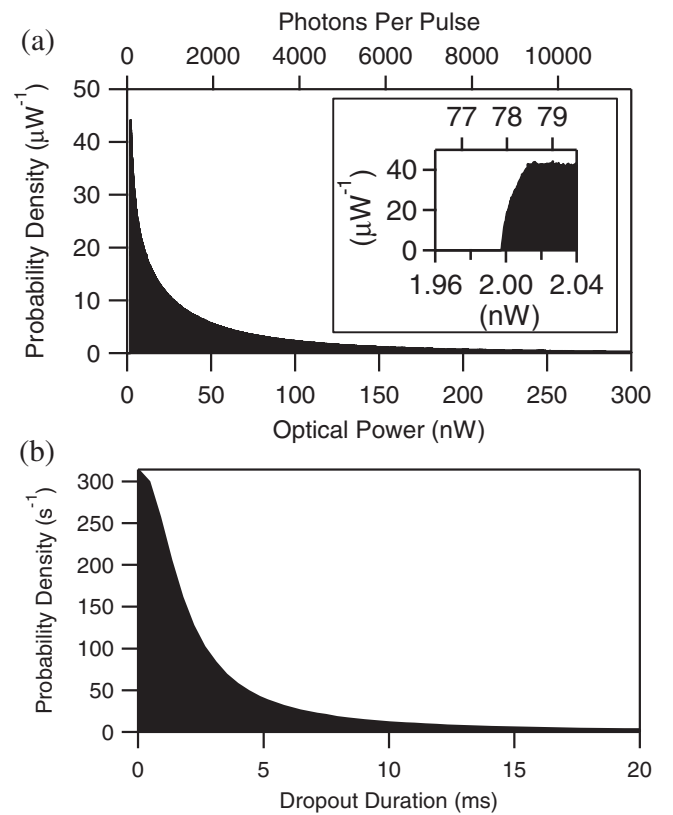 (a)
Photons Per Pulse
0 2000 4000 6000 8000 10000
Probability Density (μW⁻¹)
50
40
30
20
10
0
77 78 79
(μW⁻¹)
40
20
0
1.96 2.00 2.04
(nW)
0 50 100 150 200 250 300
Optical Power (nW)
(b)
Probability Density (s⁻¹)
300
250
200
150
100
50
0
0 5 10 15 20
Dropout Duration (ms)